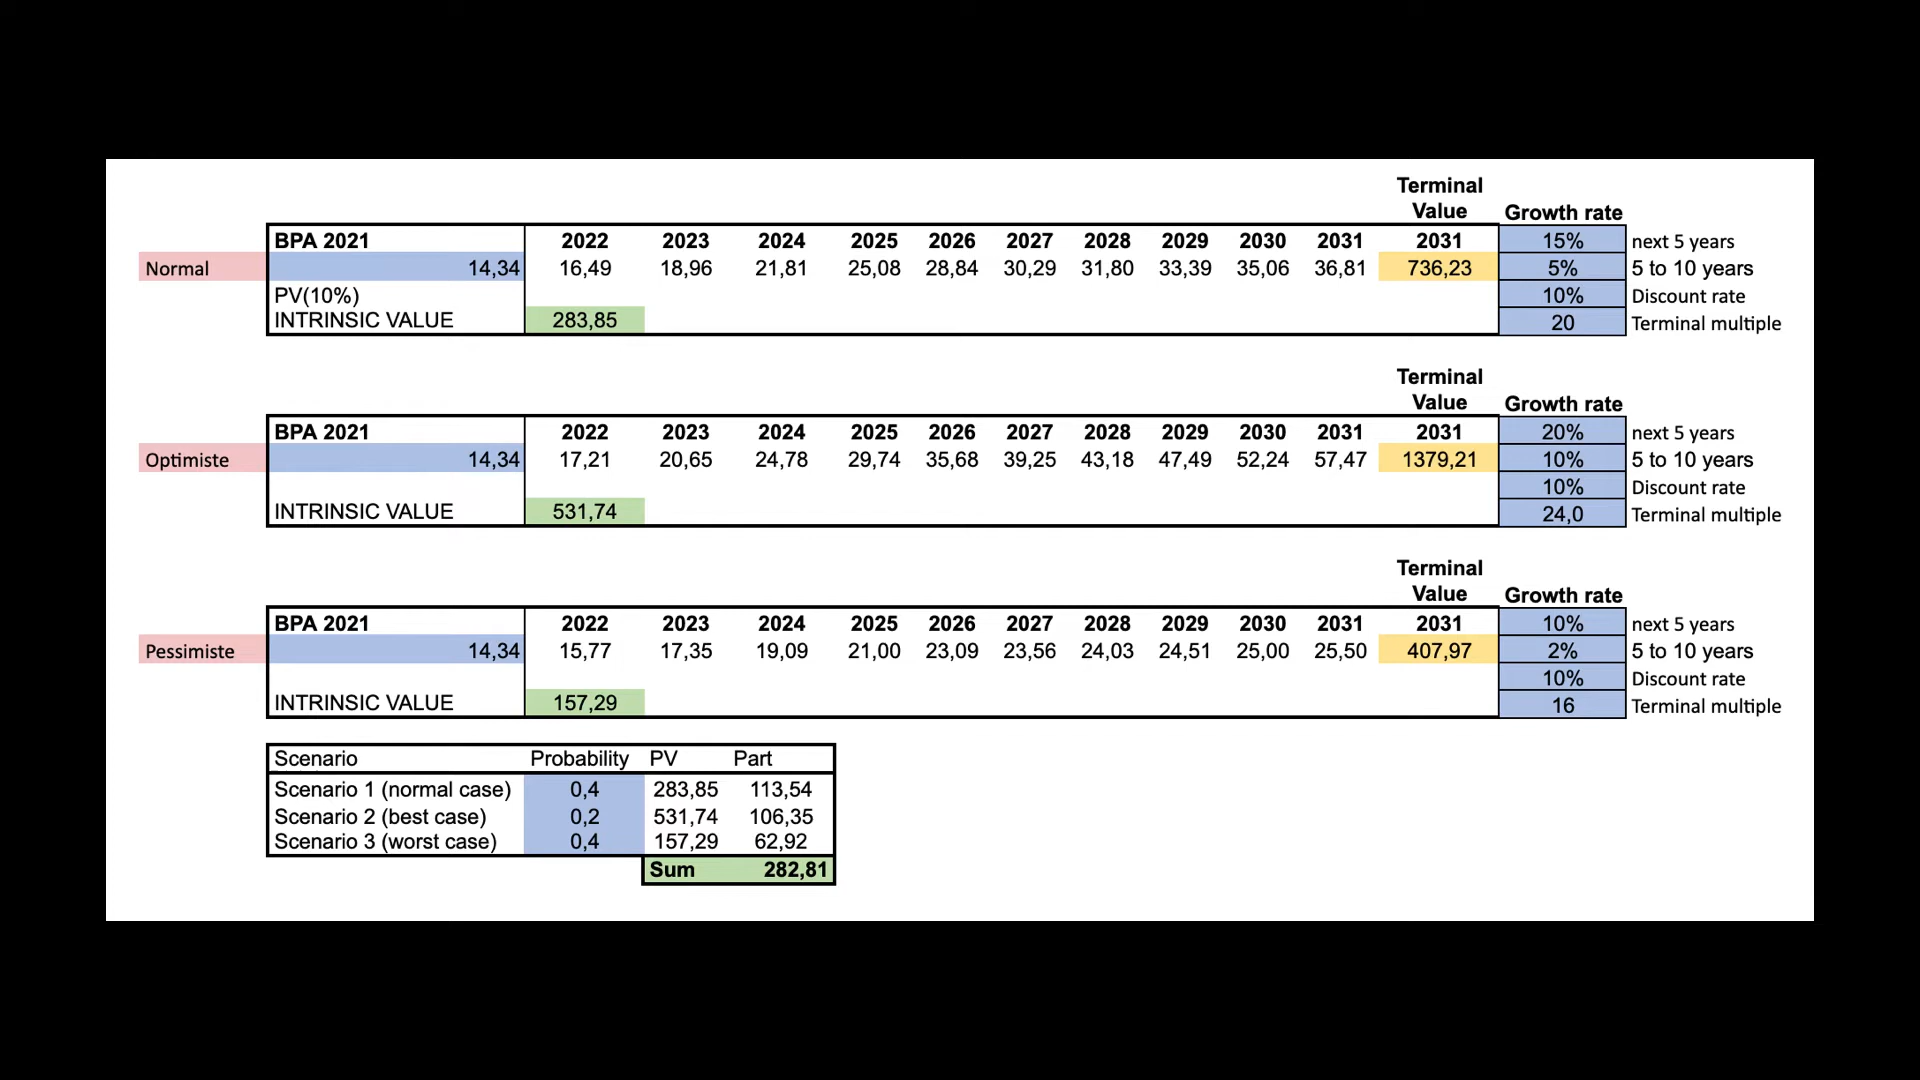 Terminal
Value Growth rate
BPA 2021 2022 2023 2024 2025 2026 2027 2028 2029 2030 2031 2031 15% next 5 years
Normal 14,34 16,49 18,96 21,81 25,08 28,84 30,29 31,80 33,39 35,06 36,81 736,23 5% 5 to 10 years
PV(10%) 10% Discount rate
INTRINSIC VALUE 283,85 20 Terminal multiple
Terminal
Value Growth rate
BPA 2021 2022 2023 2024 2025 2026 2027 2028 2029 2030 2031 2031 20% next 5 years
Optimiste 14,34 17,21 20,65 24,78 29,74 35,68 39,25 43,18 47,49 52,24 57,47 1379,21 10% 5 to 10 years
10% Discount rate
INTRINSIC VALUE 531,74 24,0 Terminal multiple
Terminal
Value Growth rate
BPA 2021 2022 2023 2024 2025 2026 2027 2028 2029 2030 2031 2031 10% next 5 years
Pessimiste 14,34 15,77 17,35 19,09 21,00 23,09 23,56 24,03 24,51 25,00 25,50 407,97 2% 5 to 10 years
10% Discount rate
INTRINSIC VALUE 157,29 16 Terminal multiple
Scenario Probability PV Part
Scenario 1 (normal case) 0,4 283,85 113,54
Scenario 2 (best case) 0,2 531,74 106,35
Scenario 3 (worst case) 0,4 157,29 62,92
Sum 282,81